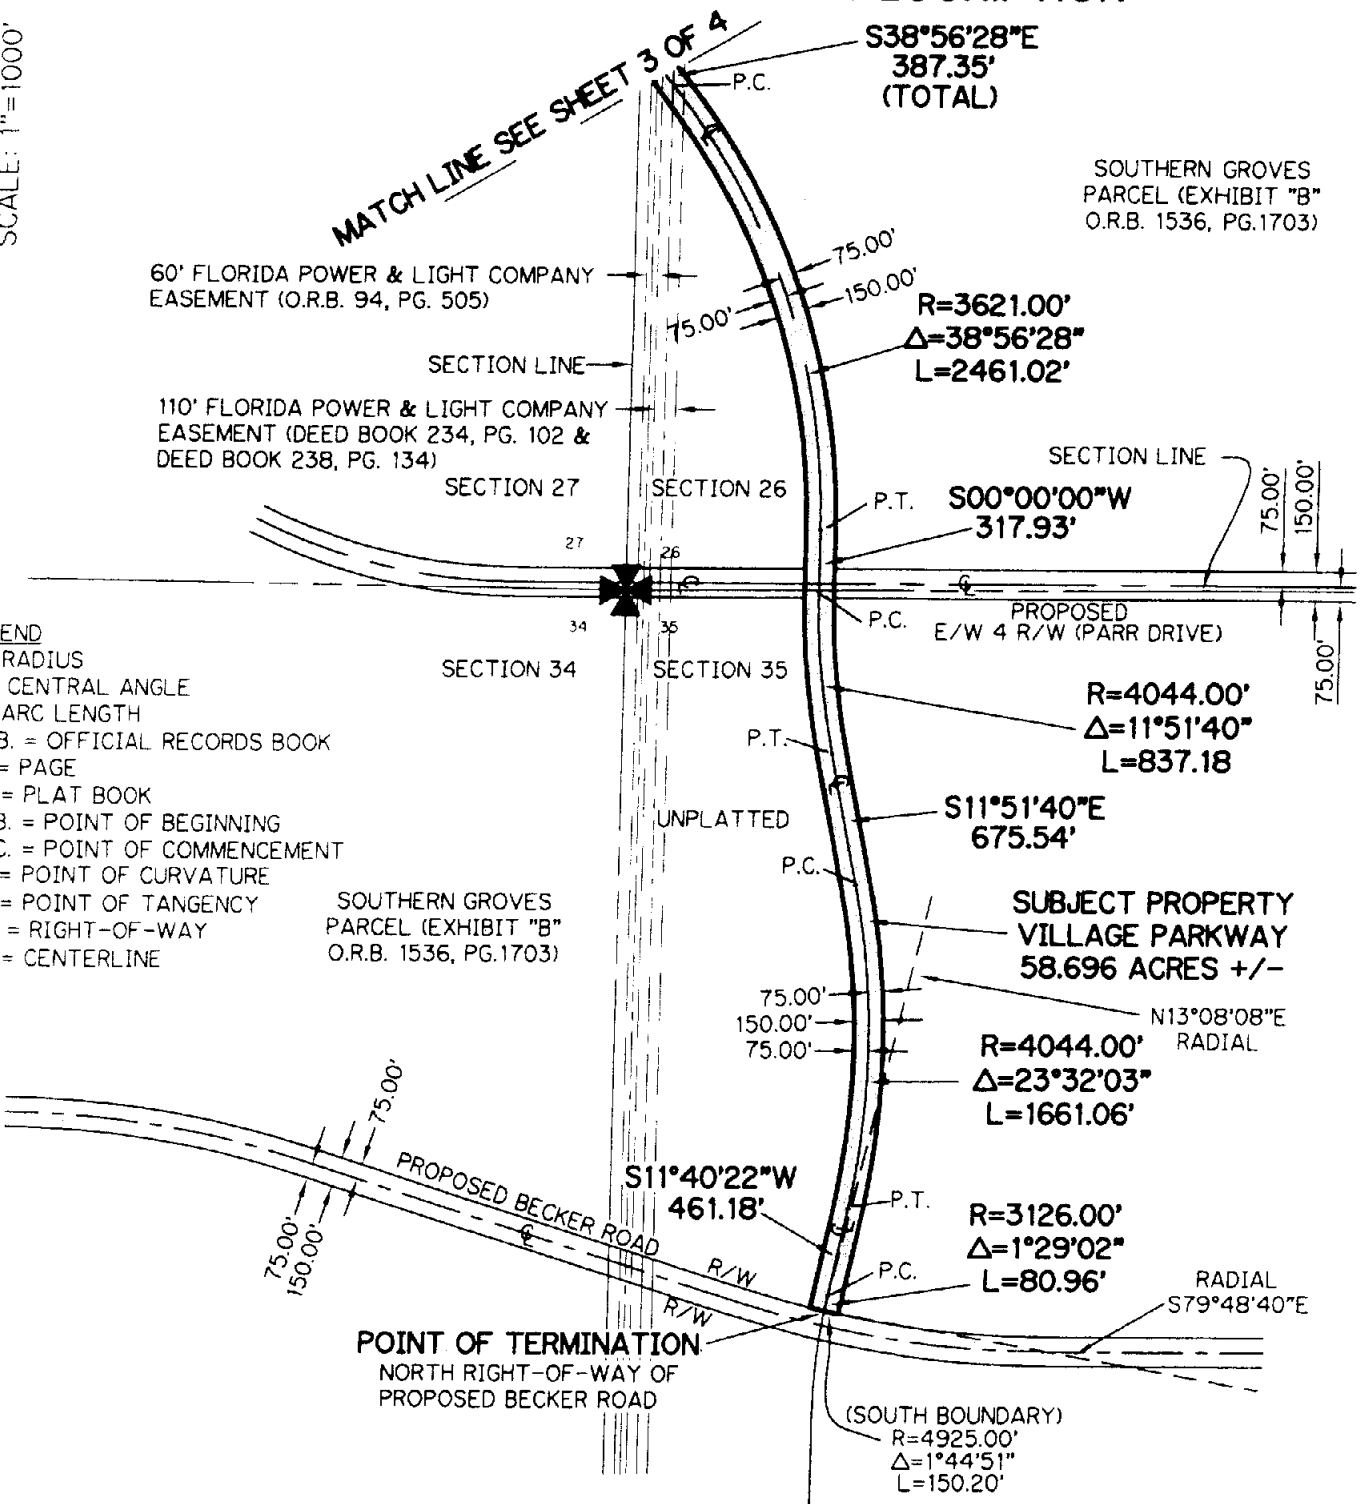 SCALE: 1"=1000'
MATCH LINE SEE SHEET 3 OF 4
S38°56'28"E
387.35'
(TOTAL)
P.C.
SOUTHERN GROVES
PARCEL (EXHIBIT "B"
O.R.B. 1536, PG.1703)
60' FLORIDA POWER & LIGHT COMPANY
EASEMENT (O.R.B. 94, PG. 505)
75.00'
150.00'
75.00'
R=3621.00'
Δ=38°56'28"
L=2461.02'
SECTION LINE
110' FLORIDA POWER & LIGHT COMPANY
EASEMENT (DEED BOOK 234, PG. 102 &
DEED BOOK 238, PG. 134)
SECTION 27
SECTION 26
SECTION LINE
P.T.
S00°00'00"W
317.93'
75.00'
150.00'
75.00'
27
26
34
35
P.C.
PROPOSED
E/W 4 R/W (PARR DRIVE)
SECTION 34
SECTION 35
END
RADIUS
CENTRAL ANGLE
ARC LENGTH
B. = OFFICIAL RECORDS BOOK
= PAGE
= PLAT BOOK
B. = POINT OF BEGINNING
C. = POINT OF COMMENCEMENT
= POINT OF CURVATURE
= POINT OF TANGENCY
= RIGHT-OF-WAY
= CENTERLINE
R=4044.00'
Δ=11°51'40"
L=837.18
P.T.
UNPLATTED
S11°51'40"E
675.54'
P.C.
SOUTHERN GROVES
PARCEL (EXHIBIT "B"
O.R.B. 1536, PG.1703)
SUBJECT PROPERTY
VILLAGE PARKWAY
58.696 ACRES +/-
75.00'
150.00'
75.00'
N13°08'08"E
RADIAL
R=4044.00'
Δ=23°32'03"
L=1661.06'
75.00'
75.00'
150.00'
PROPOSED BECKER ROAD
R/W
R/W
S11°40'22"W
461.18'
P.T.
R=3126.00'
Δ=1°29'02"
L=80.96'
P.C.
RADIAL
S79°48'40"E
POINT OF TERMINATION
NORTH RIGHT-OF-WAY OF
PROPOSED BECKER ROAD
(SOUTH BOUNDARY)
R=4925.00'
Δ=1°44'51"
L=150.20'